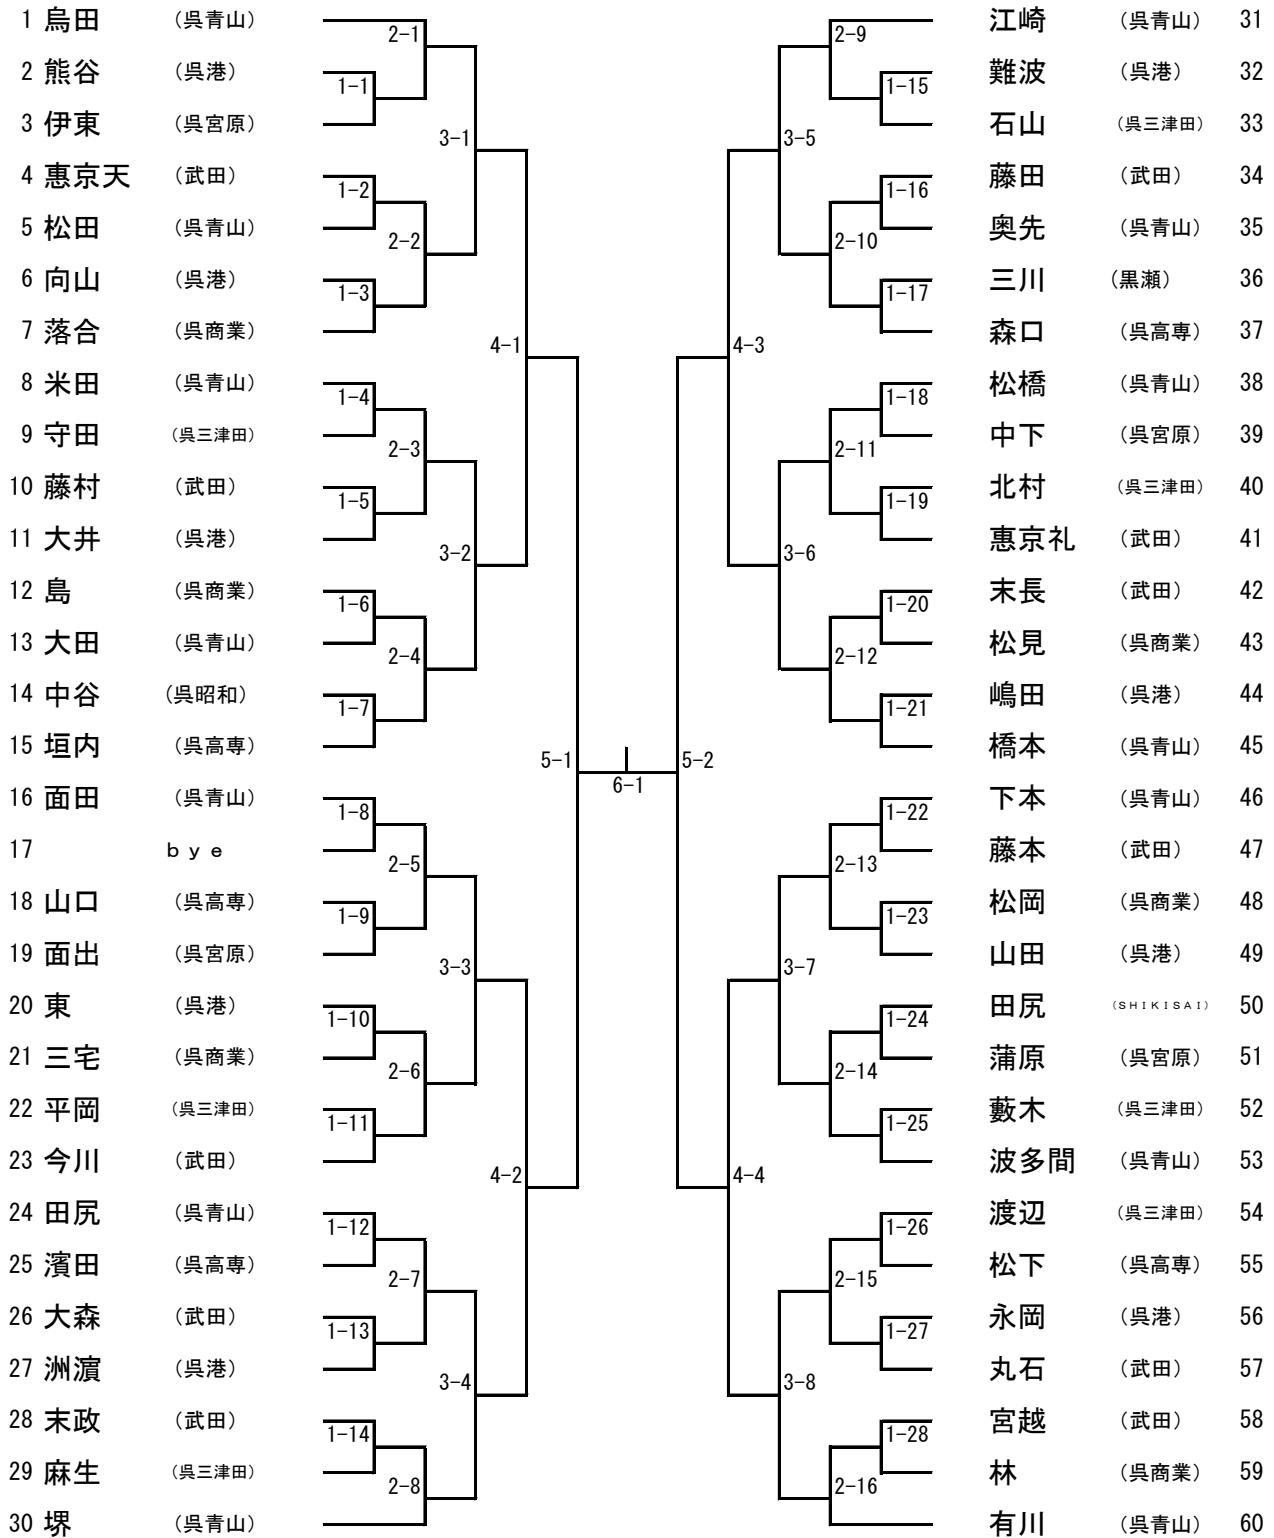 1 烏田 （呉青山） 江崎 （呉青山） 31
2-1 2-9
2 熊谷 （呉港） 難波 （呉港） 32
1-1 1-15
3 伊東 （呉宮原） 石山 （呉三津田） 33
3-1 3-5
4 惠京天 （武田） 藤田 （武田） 34
1-2 1-16
5 松田 （呉青山） 奥先 （呉青山） 35
2-2 2-10
6 向山 （呉港） 三川 （黒瀬） 36
1-3 1-17
7 落合 （呉商業） 森口 （呉高専） 37
4-1 4-3
8 米田 （呉青山） 松橋 （呉青山） 38
1-4 1-18
9 守田 （呉三津田） 中下 （呉宮原） 39
2-3 2-11
10 藤村 （武田） 北村 （呉三津田） 40
1-5 1-19
11 大井 （呉港） 惠京礼 （武田） 41
3-2 3-6
12 島 （呉商業） 末長 （武田） 42
1-6 1-20
13 大田 （呉青山） 松見 （呉商業） 43
2-4 2-12
14 中谷 （呉昭和） 嶋田 （呉港） 44
1-7 1-21
15 垣内 （呉高専） 橋本 （呉青山） 45
5-1 5-2
6-1
16 面田 （呉青山） 下本 （呉青山） 46
1-8 1-22
17 ｂｙｅ 藤本 （武田） 47
2-5 2-13
18 山口 （呉高専） 松岡 （呉商業） 48
1-9 1-23
19 面出 （呉宮原） 山田 （呉港） 49
3-3 3-7
20 東 （呉港） 田尻 （ＳＨＩＫＩＳＡＩ） 50
1-10 1-24
21 三宅 （呉商業） 蒲原 （呉宮原） 51
2-6 2-14
22 平岡 （呉三津田） 藪木 （呉三津田） 52
1-11 1-25
23 今川 （武田） 波多間 （呉青山） 53
4-2 4-4
24 田尻 （呉青山） 渡辺 （呉三津田） 54
1-12 1-26
25 濱田 （呉高専） 松下 （呉高専） 55
2-7 2-15
26 大森 （武田） 永岡 （呉港） 56
1-13 1-27
27 洲濵 （呉港） 丸石 （武田） 57
3-4 3-8
28 末政 （武田） 宮越 （武田） 58
1-14 1-28
29 麻生 （呉三津田） 林 （呉商業） 59
2-8 2-16
30 堺 （呉青山） 有川 （呉青山） 60